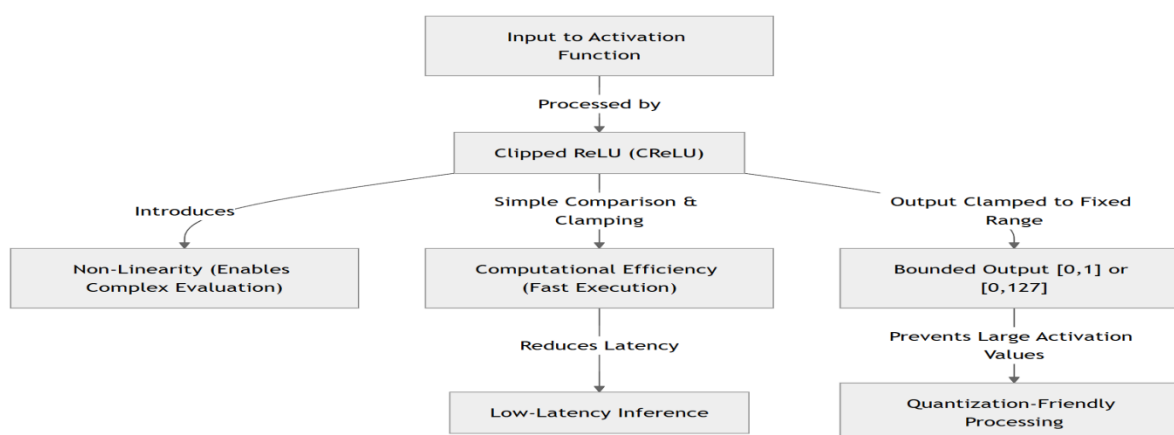 Input to Activation
Function
Processed by
Clipped ReLU (CReLU)
Introduces
Simple Comparison &
Clamping
Output Clamped to Fixed
Range
Non-Linearity (Enables
Complex Evaluation)
Computational Efficiency
(Fast Execution)
Bounded Output [0,1] or
[0,127]
Reduces Latency
Prevents Large Activation
Values
Low-Latency Inference
Quantization-Friendly
Processing